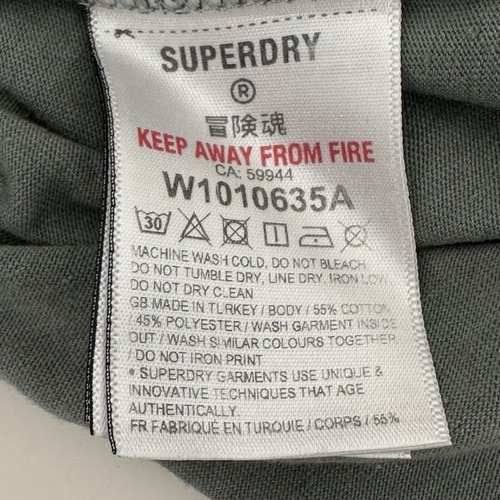 SUPERDRY
®
冒険魂
KEEP AWAY FROM FIRE
CA: 59944
W1010635A
30
MACHINE WASH COLD, DO NOT BLEACH,
DO NOT TUMBLE DRY, LINE DRY, IRON LOW,
DO NOT DRY CLEAN
GB MADE IN TURKEY / BODY / 55% COTTON
/ 45% POLYESTER / WASH GARMENT INSIDE
OUT / WASH SIMILAR COLOURS TOGETHER
/ DO NOT IRON PRINT
* SUPERDRY GARMENTS USE UNIQUE &
INNOVATIVE TECHNIQUES THAT AGE
AUTHENTICALLY.
FR FABRIQUÉ EN TURQUIE / CORPS / 55%